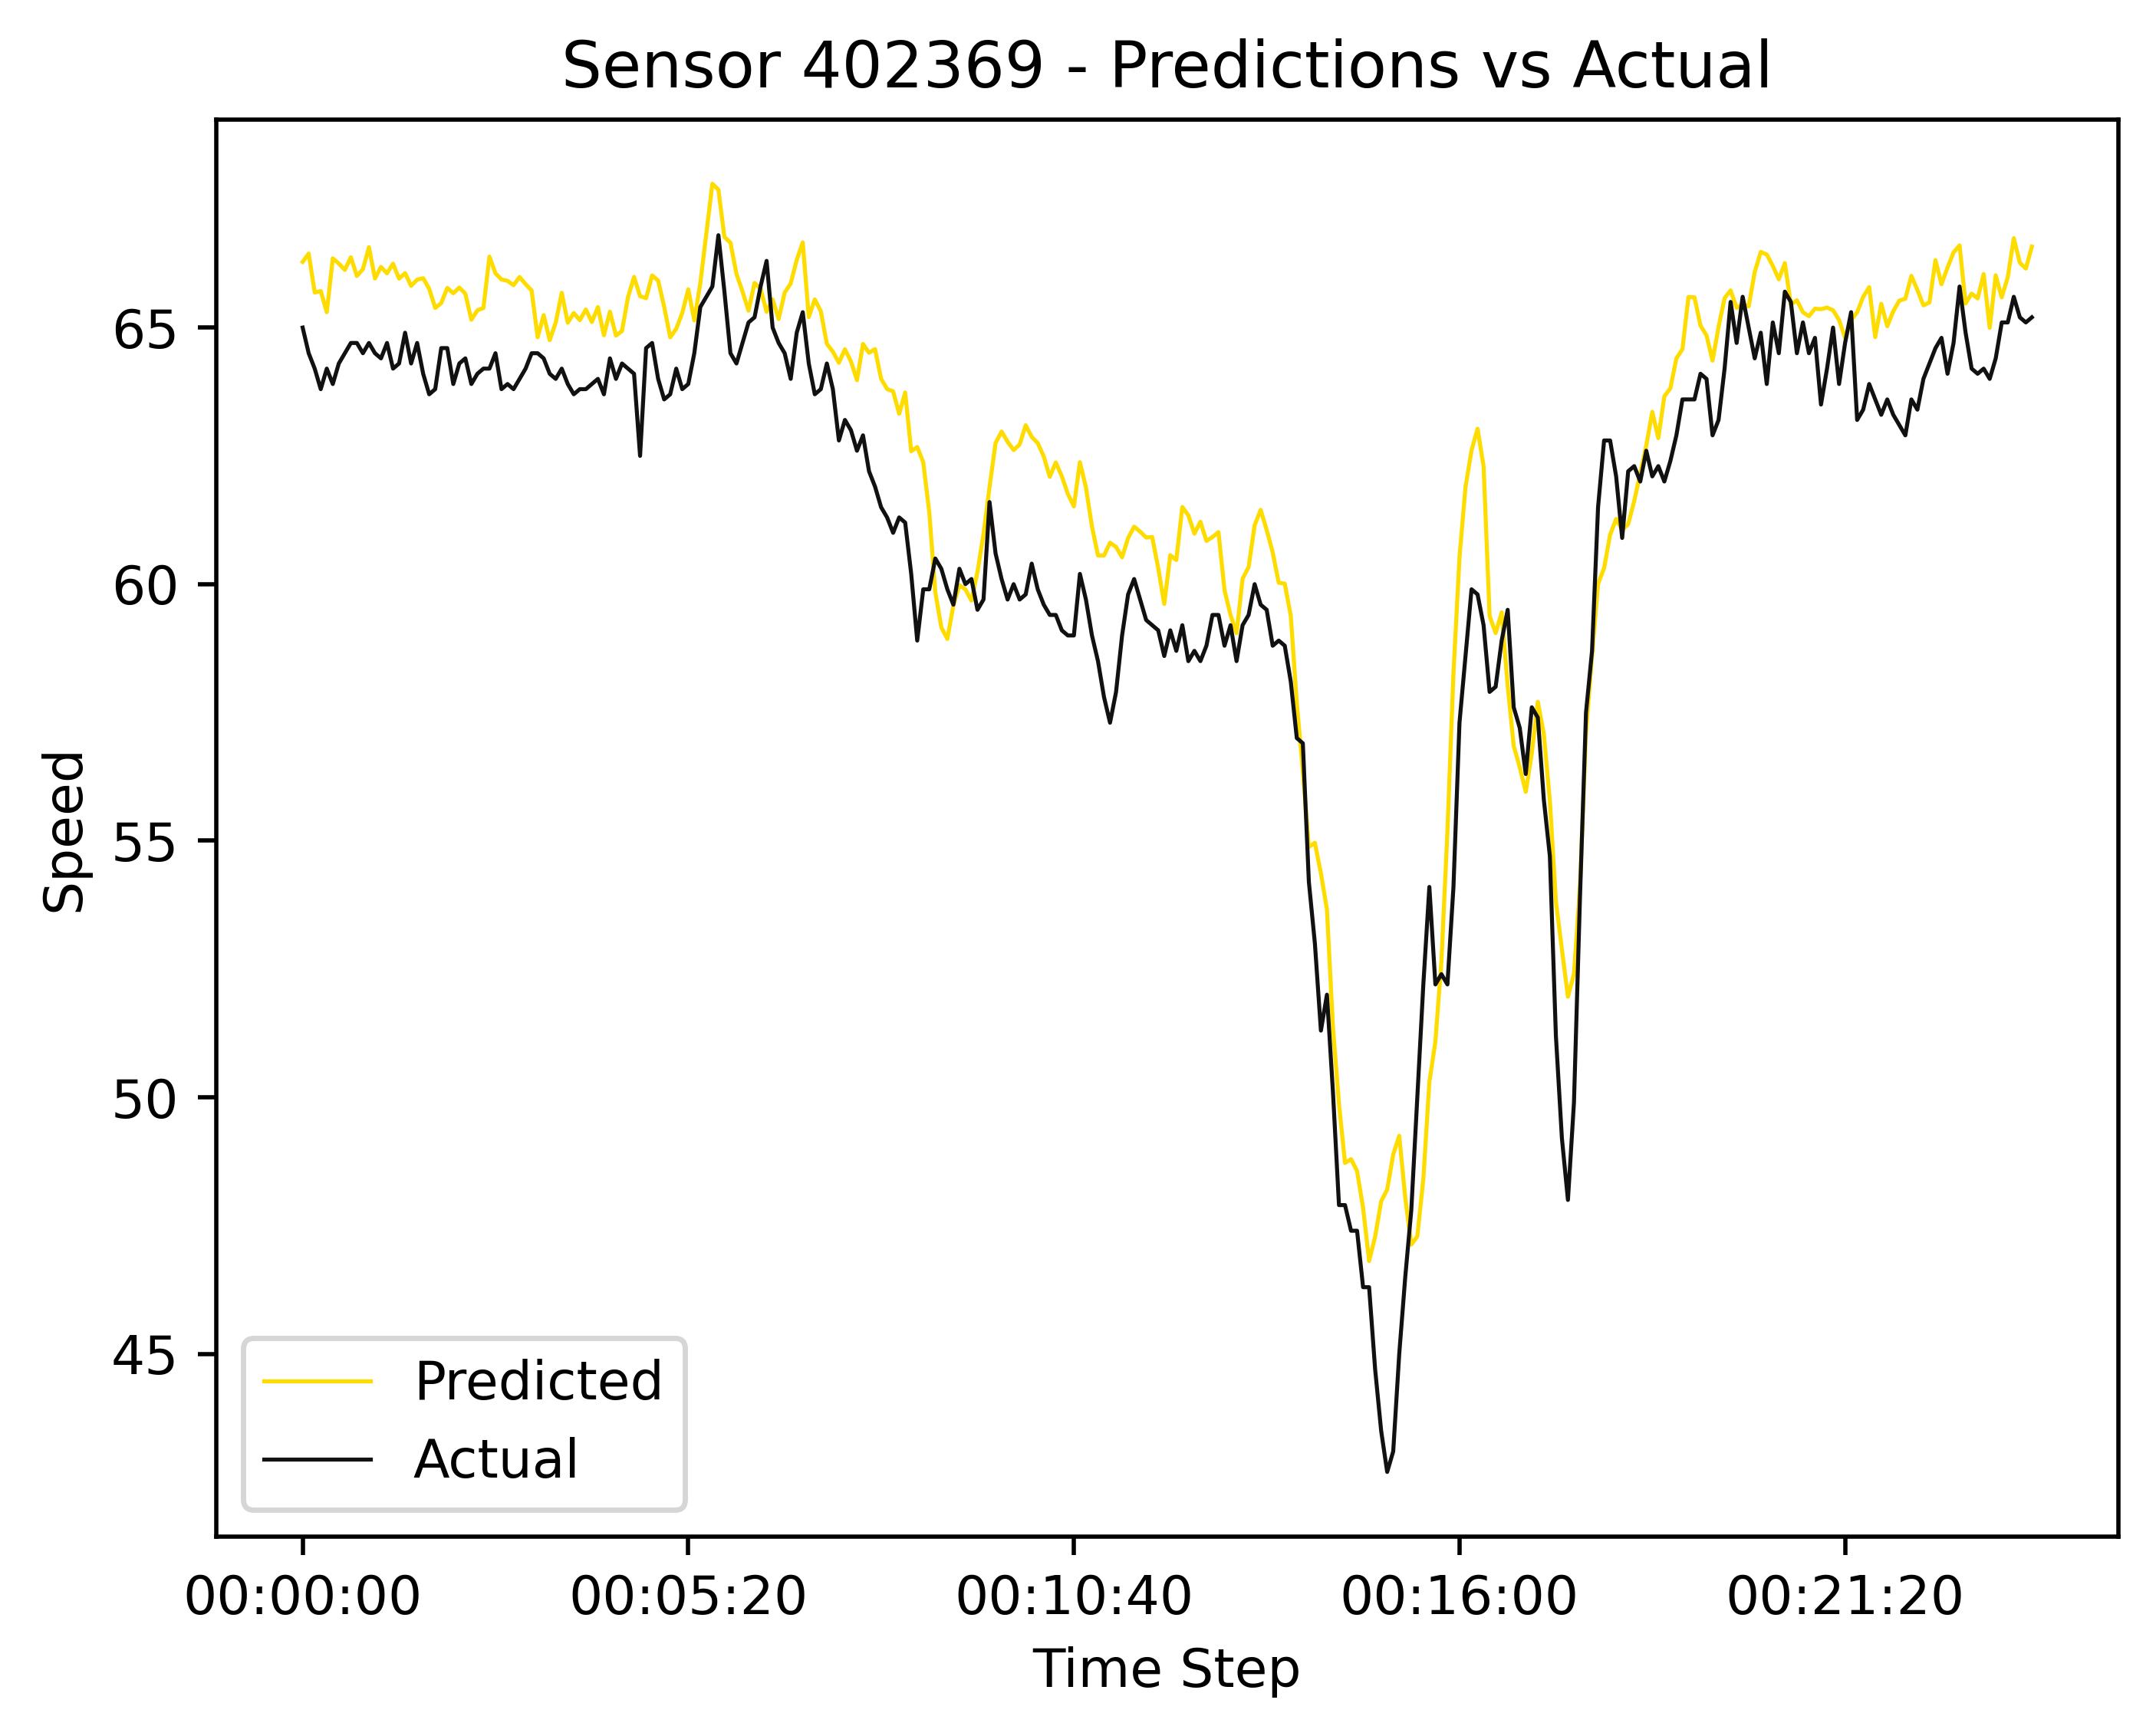 Sensor 402369 - Predictions vs Actual
65
60
55
50
45
Speed
Predicted
Actual
00:00:00 00:05:20 00:10:40 00:16:00 00:21:20
Time Step